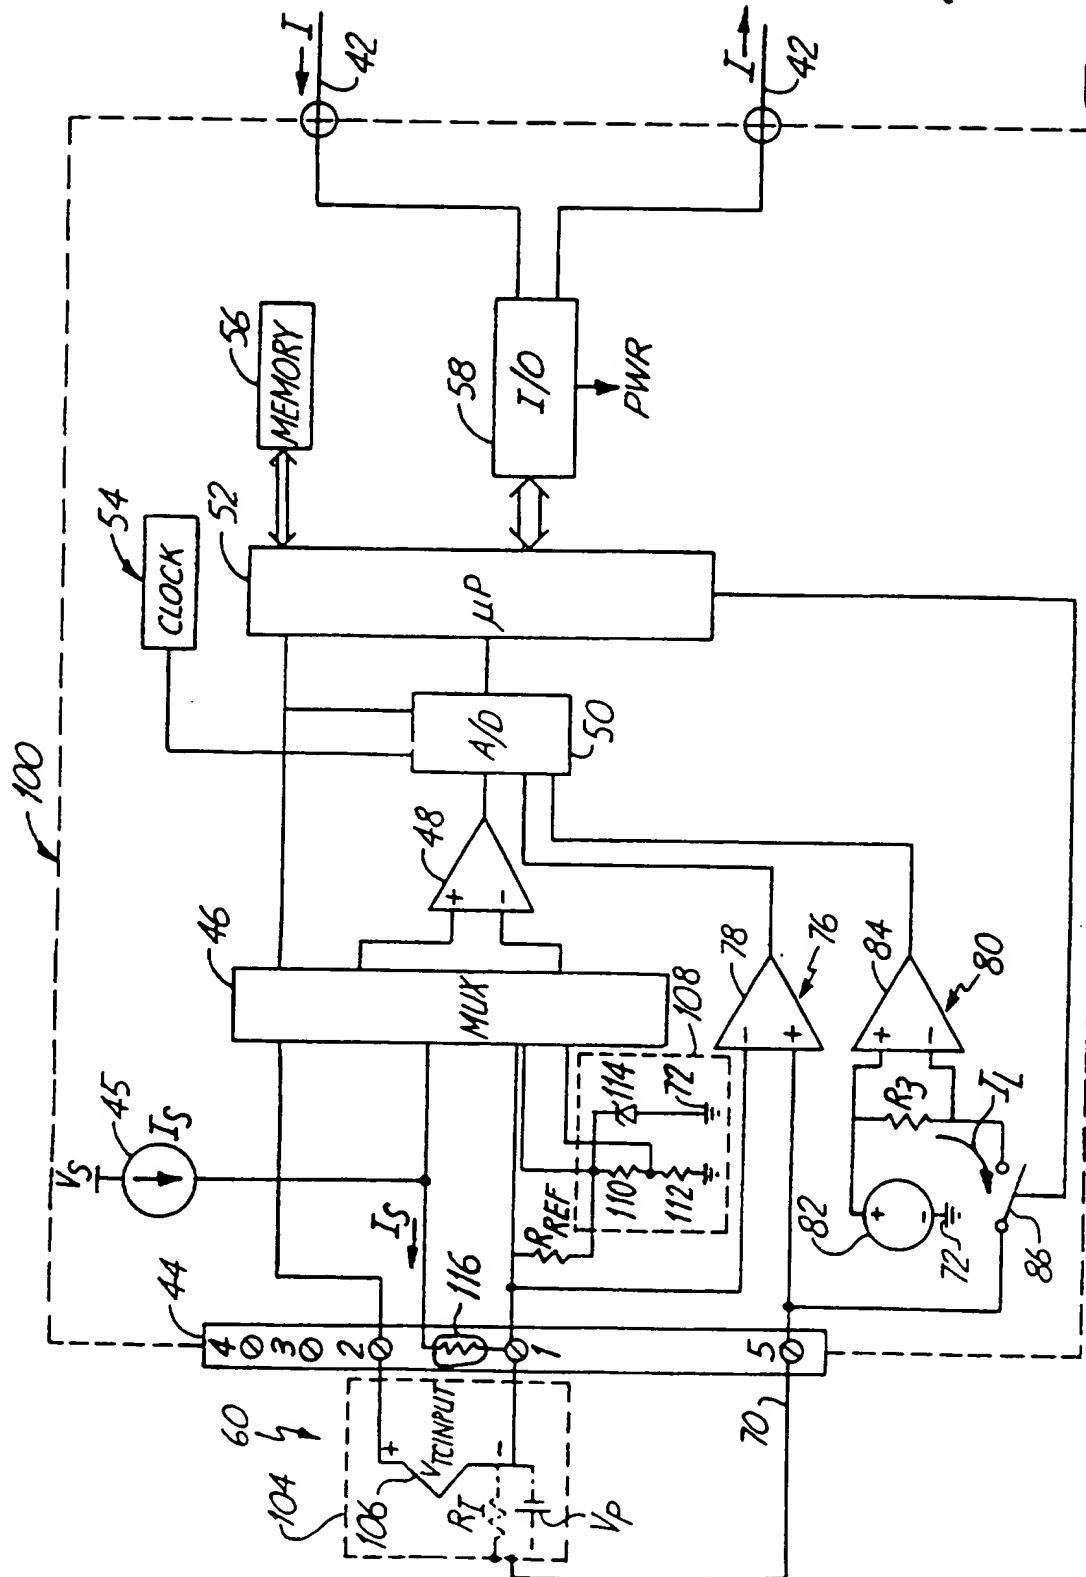 100
I
42
I
42
56
MEMORY
54
CLOCK
52
µP
58
I/O
PWR
A/D
50
48
+
-
46
MUX
45
VS
IS
IS
44
4
3
2
116
1
5
60
104
106
+
VTCINPUT
-
RI
VP
70
RREF
108
110
112
114
72
78
-
+
76
84
+
-
80
R3
IL
82
+
-
72
86